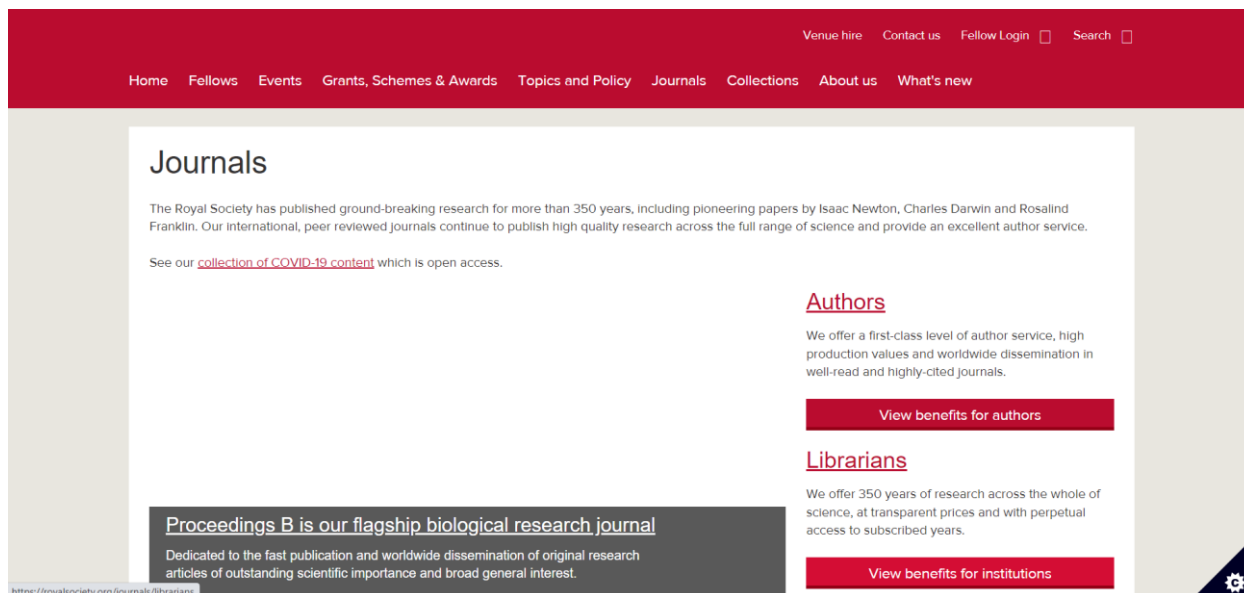 Venue hire Contact us Fellow Login Search
Home Fellows Events Grants, Schemes & Awards Topics and Policy Journals Collections About us What's new
Journals
The Royal Society has published ground-breaking research for more than 350 years, including pioneering papers by Isaac Newton, Charles Darwin and Rosalind
Franklin. Our international, peer reviewed journals continue to publish high quality research across the full range of science and provide an excellent author service.
See our collection of COVID-19 content which is open access.
Authors
We offer a first-class level of author service, high
production values and worldwide dissemination in
well-read and highly-cited journals.
View benefits for authors
Librarians
We offer 350 years of research across the whole of
science, at transparent prices and with perpetual
access to subscribed years.
View benefits for institutions
Proceedings B is our flagship biological research journal
Dedicated to the fast publication and worldwide dissemination of original research
articles of outstanding scientific importance and broad general interest.
https://royalsociety.org/journals/librarians